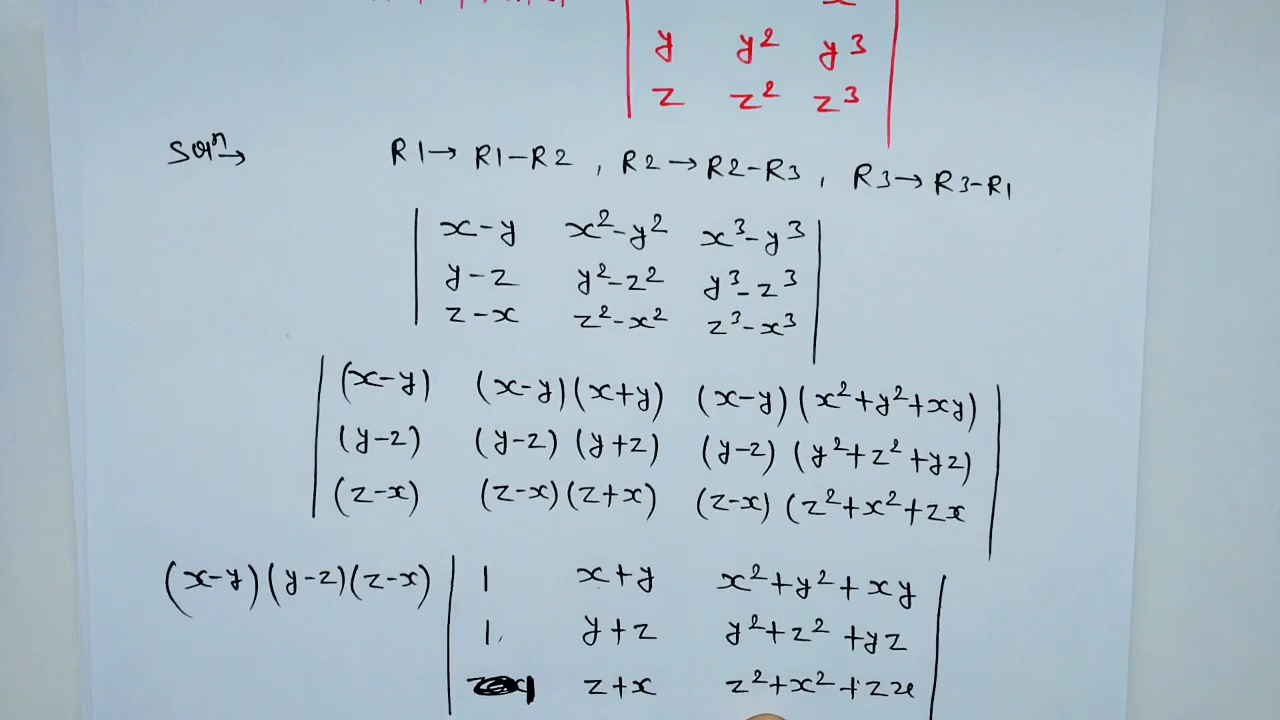 y y² y³
z z² z³
Solⁿ→ R1→ R1-R2 , R2→R2-R3 , R3→R3-R1
x-y x²-y² x³-y³
y-z y²-z² y³-z³
z-x z²-x² z³-x³
(x-y) (x-y)(x+y) (x-y)(x²+y²+xy)
(y-z) (y-z)(y+z) (y-z)(y²+z²+yz)
(z-x) (z-x)(z+x) (z-x)(z²+x²+zx
(x-y)(y-z)(z-x) | 1 x+y x²+y²+xy |
1. y+z y²+z²+yz
1 z+x z²+x²+zx